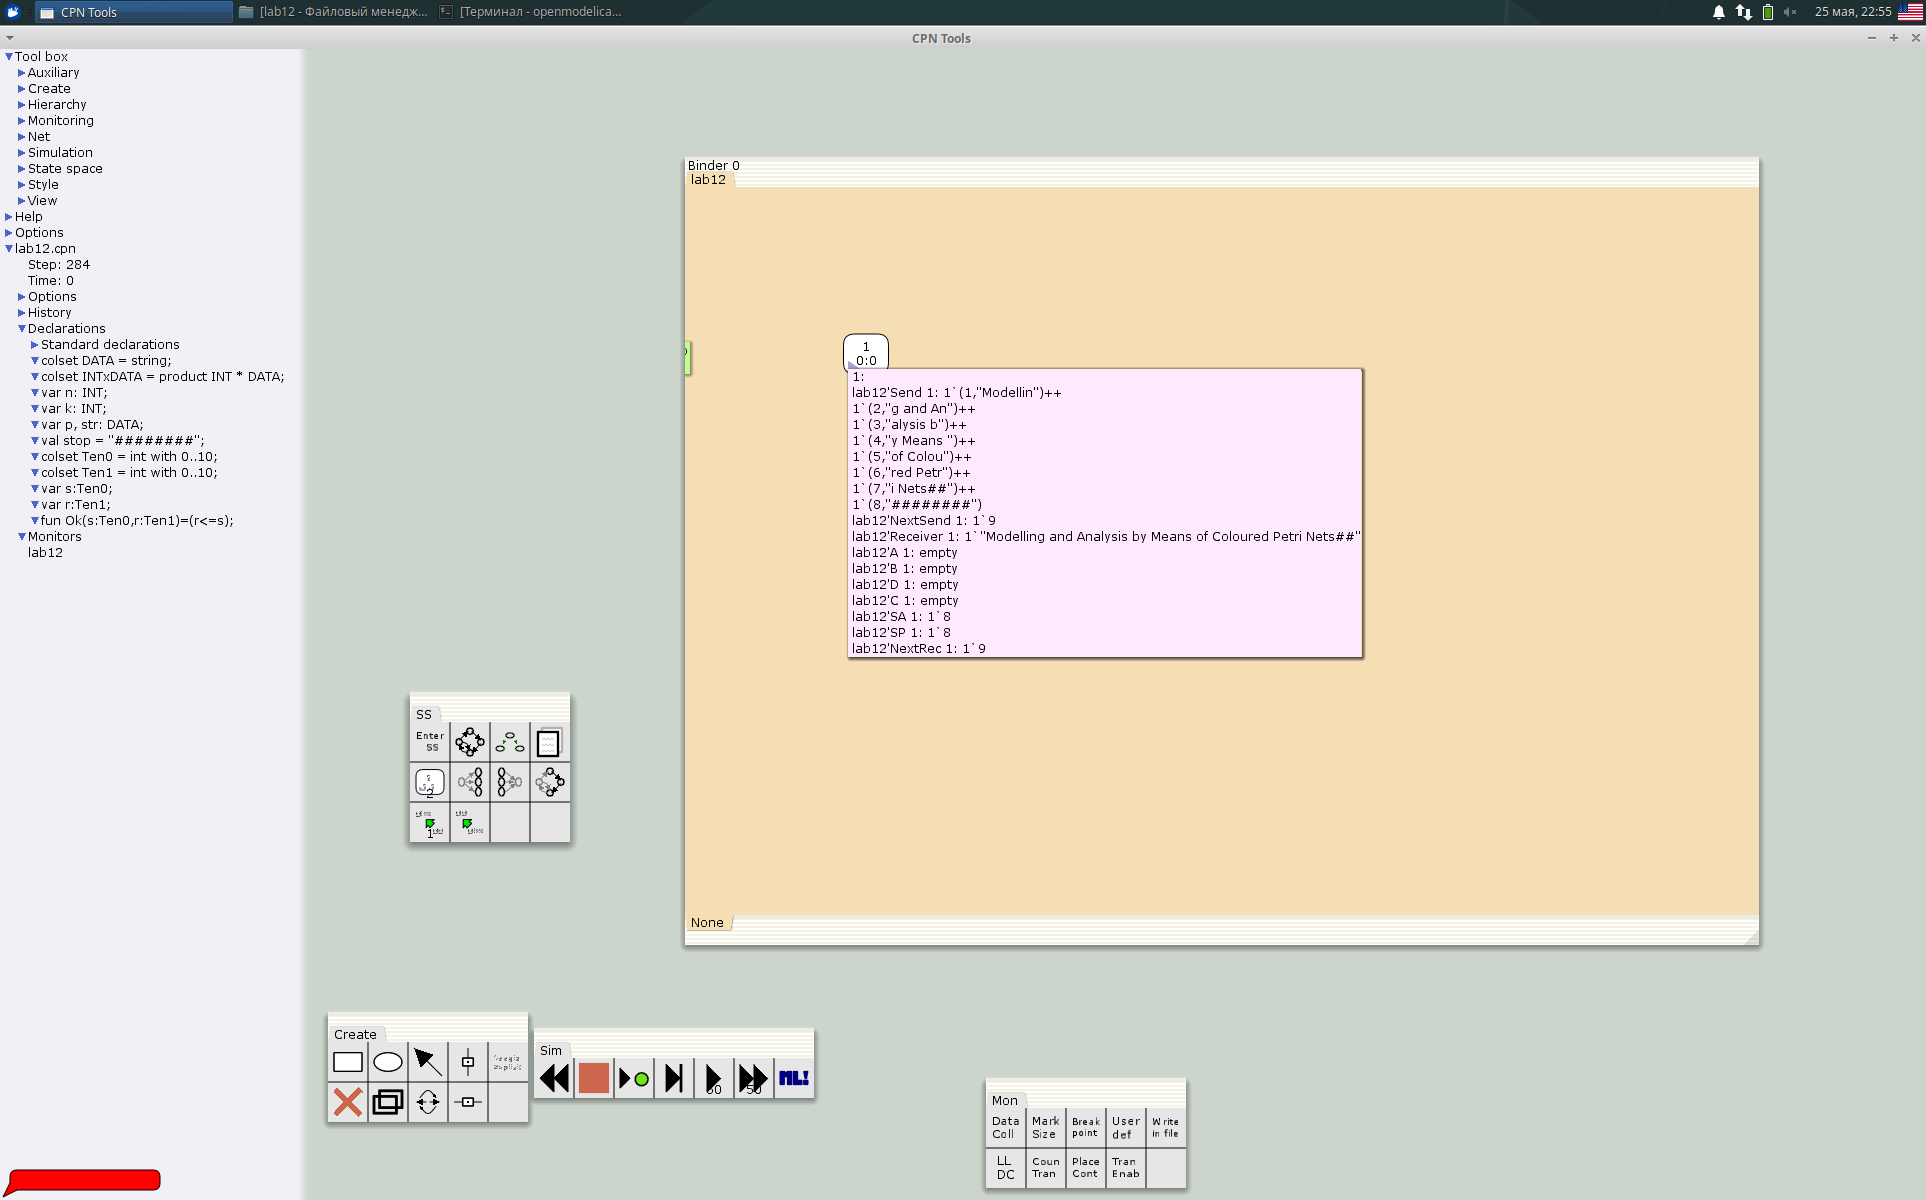 CPN Tools
[lab12 - Файловый менедж...
[Терминал - openmodelica...
25 мая, 22:55
CPN Tools
Tool box
Auxiliary
Create
Hierarchy
Monitoring
Net
Simulation
State space
Style
View
Help
Options
lab12.cpn
Step: 284
Time: 0
Options
History
Declarations
Standard declarations
colset DATA = string;
colset INTxDATA = product INT * DATA;
var n: INT;
var k: INT;
var p, str: DATA;
val stop = "########";
colset Ten0 = int with 0..10;
colset Ten1 = int with 0..10;
var s:Ten0;
var r:Ten1;
fun Ok(s:Ten0,r:Ten1)=(r<=s);
Monitors
lab12
Binder 0
lab12
1
0:0
1:
lab12'Send 1: 1`(1,"Modellin")++
1`(2,"g and An")++
1`(3,"alysis b")++
1`(4,"y Means ")++
1`(5,"of Colou")++
1`(6,"red Petr")++
1`(7,"i Nets##")++
1`(8,"########")
lab12'NextSend 1: 1`9
lab12'Receiver 1: 1`"Modelling and Analysis by Means of Coloured Petri Nets##"
lab12'A 1: empty
lab12'B 1: empty
lab12'D 1: empty
lab12'C 1: empty
lab12'SA 1: 1`8
lab12'SP 1: 1`8
lab12'NextRec 1: 1`9
None
SS
Enter
SS
2
1
Create
Sim
50
50
ML!
Mon
Data Coll
Mark Size
Break point
User def
Write in file
LL DC
Coun Tran
Place Cont
Tran Enab